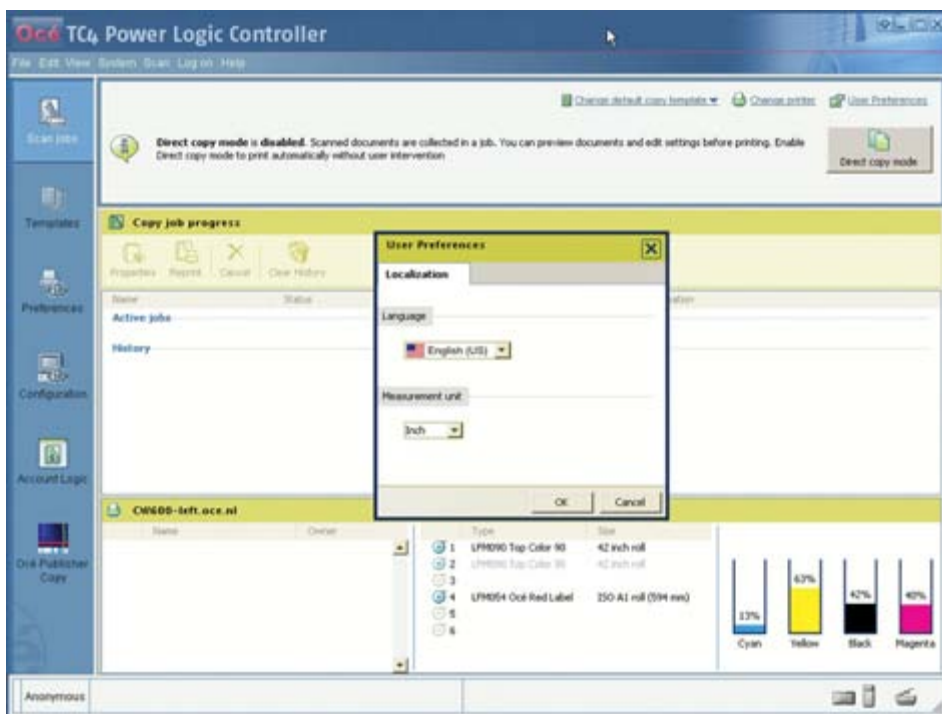 Océ TC4 Power Logic Controller
File Edit View System Scan Log on Help
Change default copy template
Change printer
User Preferences
Scan jobs
Direct copy mode is disabled. Scanned documents are collected in a job. You can preview documents and edit settings before printing. Enable
Direct copy mode to print automatically without user intervention
Direct copy mode
Templates
Copy job progress
Properties Reprint Cancel Clear History
Name Status
Active jobs
History
User Preferences
Localization
Language
English (US)
Measurement unit
Inch
OK Cancel
Preferences
Configuration
Account Logic
Océ Publisher
Copy
CW600-left.oce.nl
Name Owner
Type Size
1 LFM090 Top Color 90 42 inch roll
2 LFM090 Top Color 90 42 inch roll
3
4 LFM054 Océ Red Label ISO A1 roll (594 mm)
5
6
13% 63% 42% 40%
Cyan Yellow Black Magenta
Anonymous